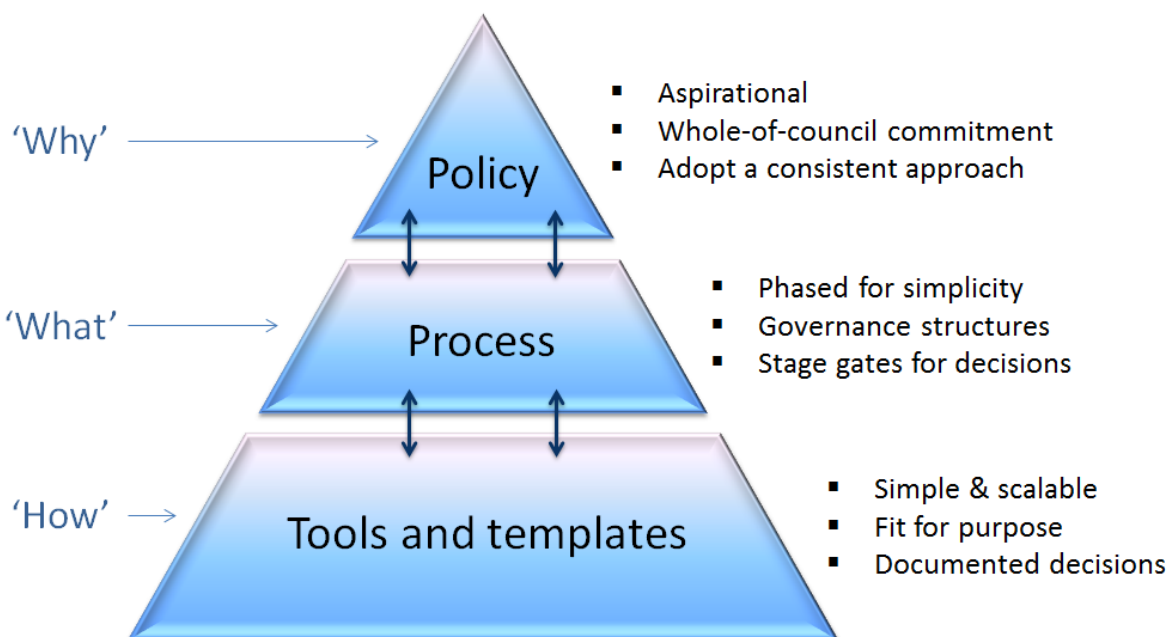 ‘Why’
Policy
▪ Aspirational
▪ Whole-of-council commitment
▪ Adopt a consistent approach
‘What’
Process
▪ Phased for simplicity
▪ Governance structures
▪ Stage gates for decisions
‘How’
Tools and templates
▪ Simple & scalable
▪ Fit for purpose
▪ Documented decisions